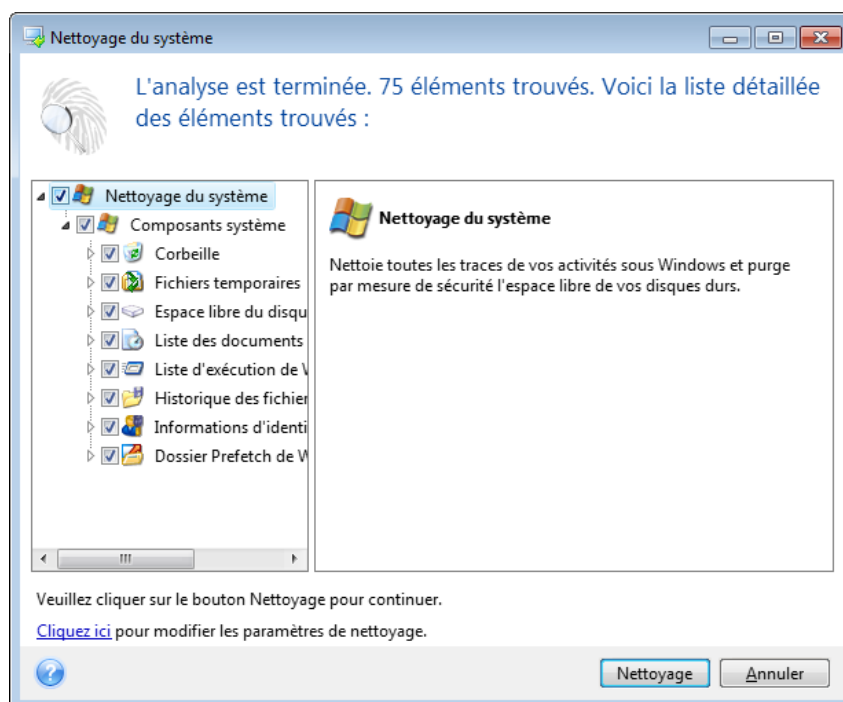 Nettoyage du système
L'analyse est terminée. 75 éléments trouvés. Voici la liste détaillée
des éléments trouvés :
Nettoyage du système
Composants système
Corbeille
Fichiers temporaires
Espace libre du disqu
Liste des documents
Liste d'exécution de
Historique des fichier
Informations d'identi
Dossier Prefetch de
Nettoyage du système
Nettoie toutes les traces de vos activités sous Windows et purge
par mesure de sécurité l'espace libre de vos disques durs.
Veuillez cliquer sur le bouton Nettoyage pour continuer.
Cliquez ici pour modifier les paramètres de nettoyage.
Nettoyage
Annuler